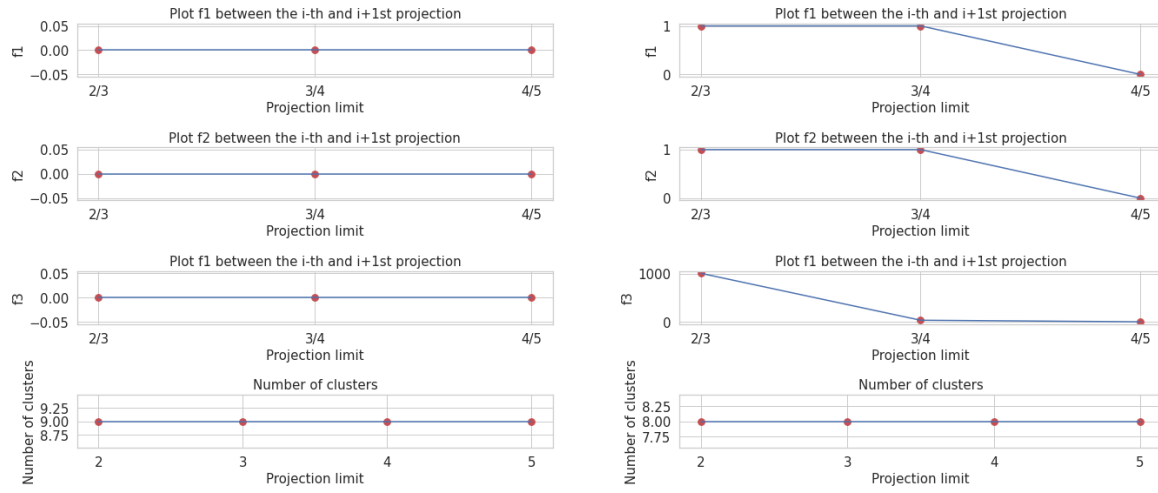 Plot f1 between the i-th and i+1st projection
0.05
0.00
−0.05
f1
2/3 3/4 4/5
Projection limit
Plot f2 between the i-th and i+1st projection
0.05
0.00
−0.05
f2
2/3 3/4 4/5
Projection limit
Plot f1 between the i-th and i+1st projection
0.05
0.00
−0.05
f3
2/3 3/4 4/5
Projection limit
Number of clusters
9.25
9.00
8.75
Number of clusters
2 3 4 5
Projection limit
Plot f1 between the i-th and i+1st projection
1
0
f1
2/3 3/4 4/5
Projection limit
Plot f2 between the i-th and i+1st projection
1
0
f2
2/3 3/4 4/5
Projection limit
Plot f1 between the i-th and i+1st projection
1000
0
f3
2/3 3/4 4/5
Projection limit
Number of clusters
8.25
8.00
7.75
Number of clusters
2 3 4 5
Projection limit